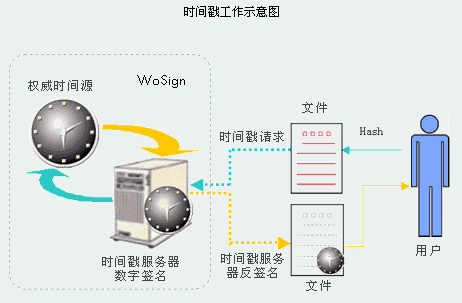 时间戳工作示意图
权威时间源
WoSign
文件
时间戳请求
Hash
时间戳服务器
数字签名
时间戳服务
器反签名
文件
用户